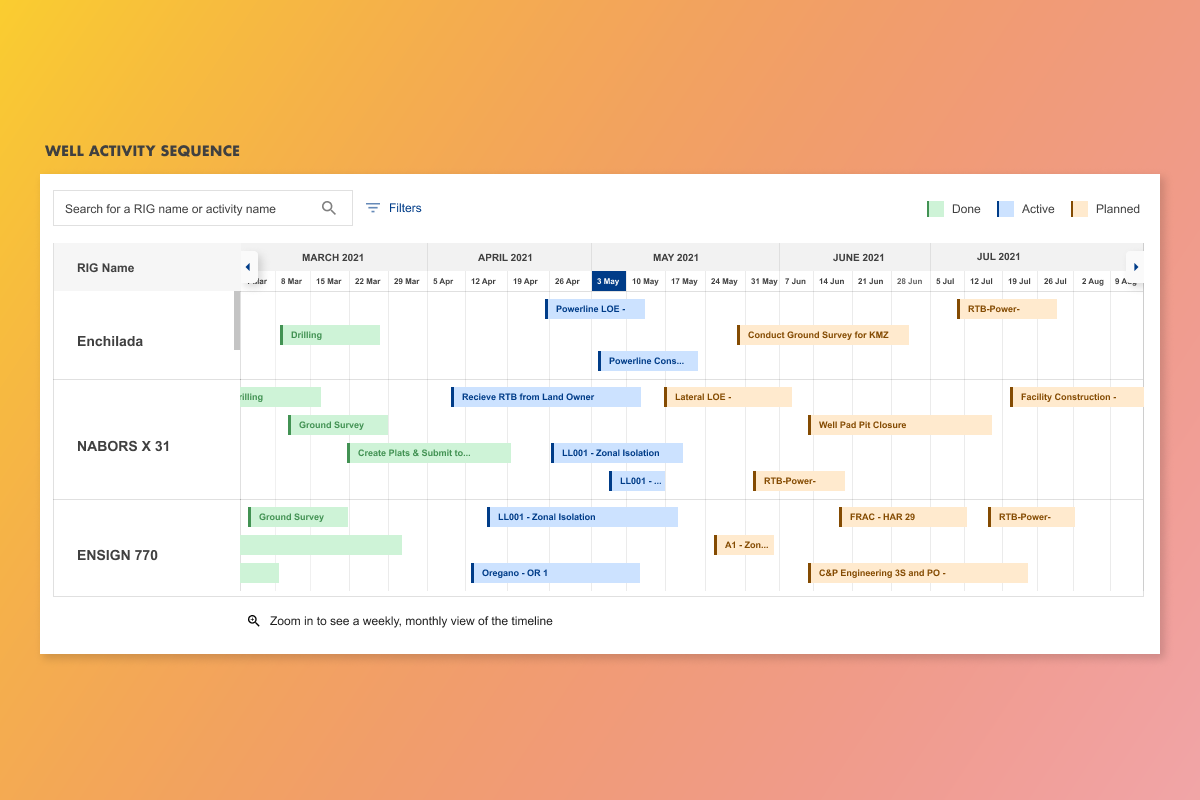 WELL ACTIVITY SEQUENCE
Search for a RIG name or activity name
Filters
Done
Active
Planned
RIG Name
MARCH 2021
APRIL 2021
MAY 2021
JUNE 2021
JUL 2021
8 Mar
15 Mar
22 Mar
29 Mar
5 Apr
12 Apr
19 Apr
26 Apr
3 May
10 May
17 May
24 May
31 May
7 Jun
14 Jun
21 Jun
28 Jun
5 Jul
12 Jul
19 Jul
26 Jul
2 Aug
9 Aug
Enchilada
Powerline LOE -
RTB-Power-
Drilling
Conduct Ground Survey for KMZ
Powerline Cons...
NABORS X 31
rilling
Recieve RTB from Land Owner
Lateral LOE -
Facility Construction -
Ground Survey
Well Pad Pit Closure
Create Plats & Submit to...
LL001 - Zonal Isolation
LL001 - ...
RTB-Power-
ENSIGN 770
Ground Survey
LL001 - Zonal Isolation
FRAC - HAR 29
RTB-Power-
A1 - Zon...
Oregano - OR 1
C&P Engineering 3S and PO -
Zoom in to see a weekly, monthly view of the timeline